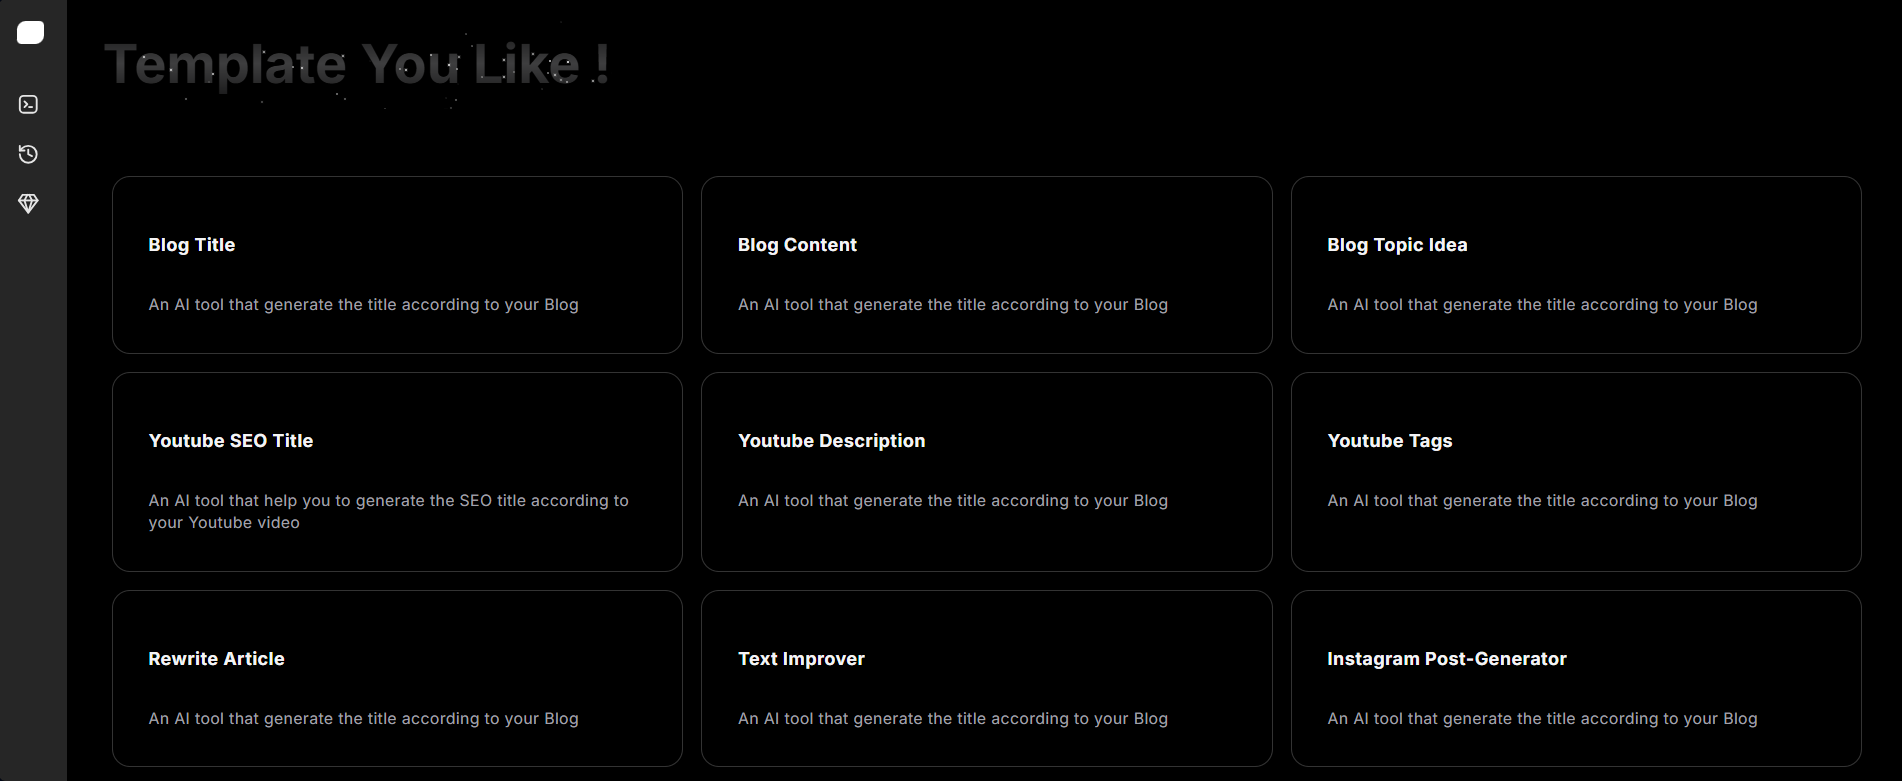 Template You Like !
Blog Title
An AI tool that generate the title according to your Blog
Blog Content
An AI tool that generate the title according to your Blog
Blog Topic Idea
An AI tool that generate the title according to your Blog
Youtube SEO Title
An AI tool that help you to generate the SEO title according to
your Youtube video
Youtube Description
An AI tool that generate the title according to your Blog
Youtube Tags
An AI tool that generate the title according to your Blog
Rewrite Article
An AI tool that generate the title according to your Blog
Text Improver
An AI tool that generate the title according to your Blog
Instagram Post-Generator
An AI tool that generate the title according to your Blog